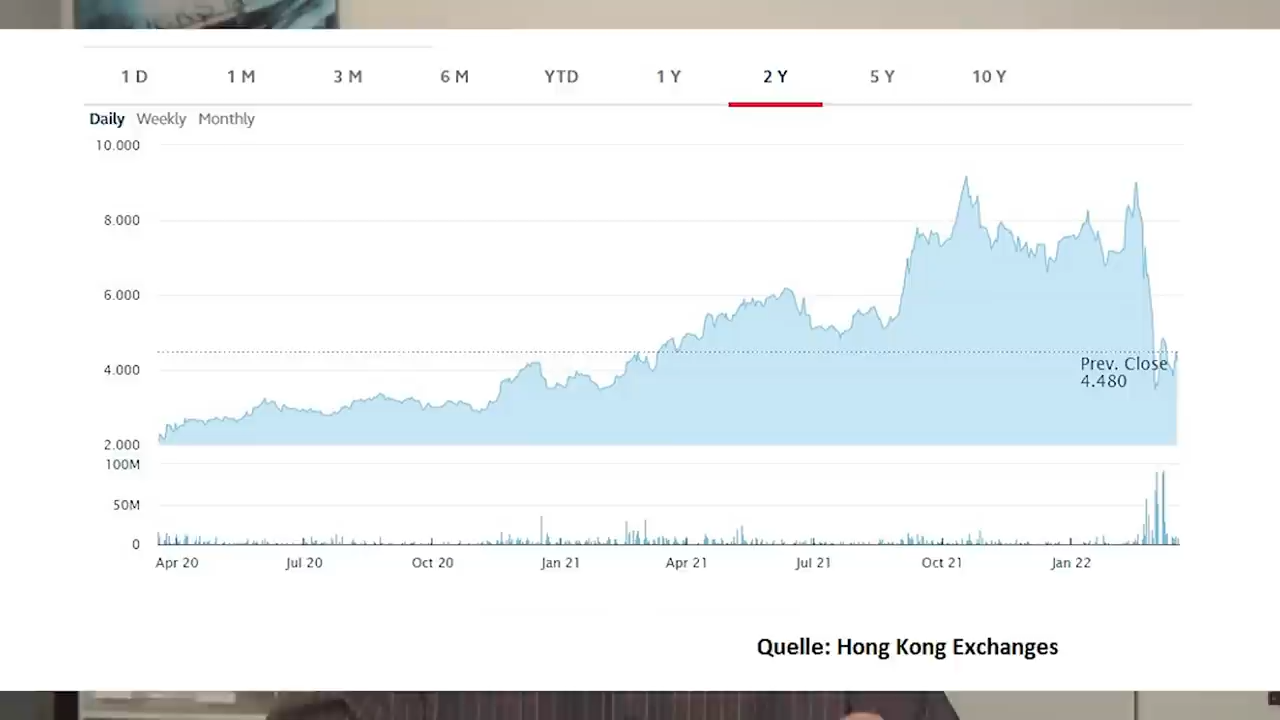 1 D 1 M 3 M 6 M YTD 1 Y 2 Y 5 Y 10 Y
Daily Weekly Monthly
10.000
8.000
6.000
4.000
2.000
Prev. Close
4.480
100M
50M
0
Apr 20 Jul 20 Oct 20 Jan 21 Apr 21 Jul 21 Oct 21 Jan 22
Quelle: Hong Kong Exchanges